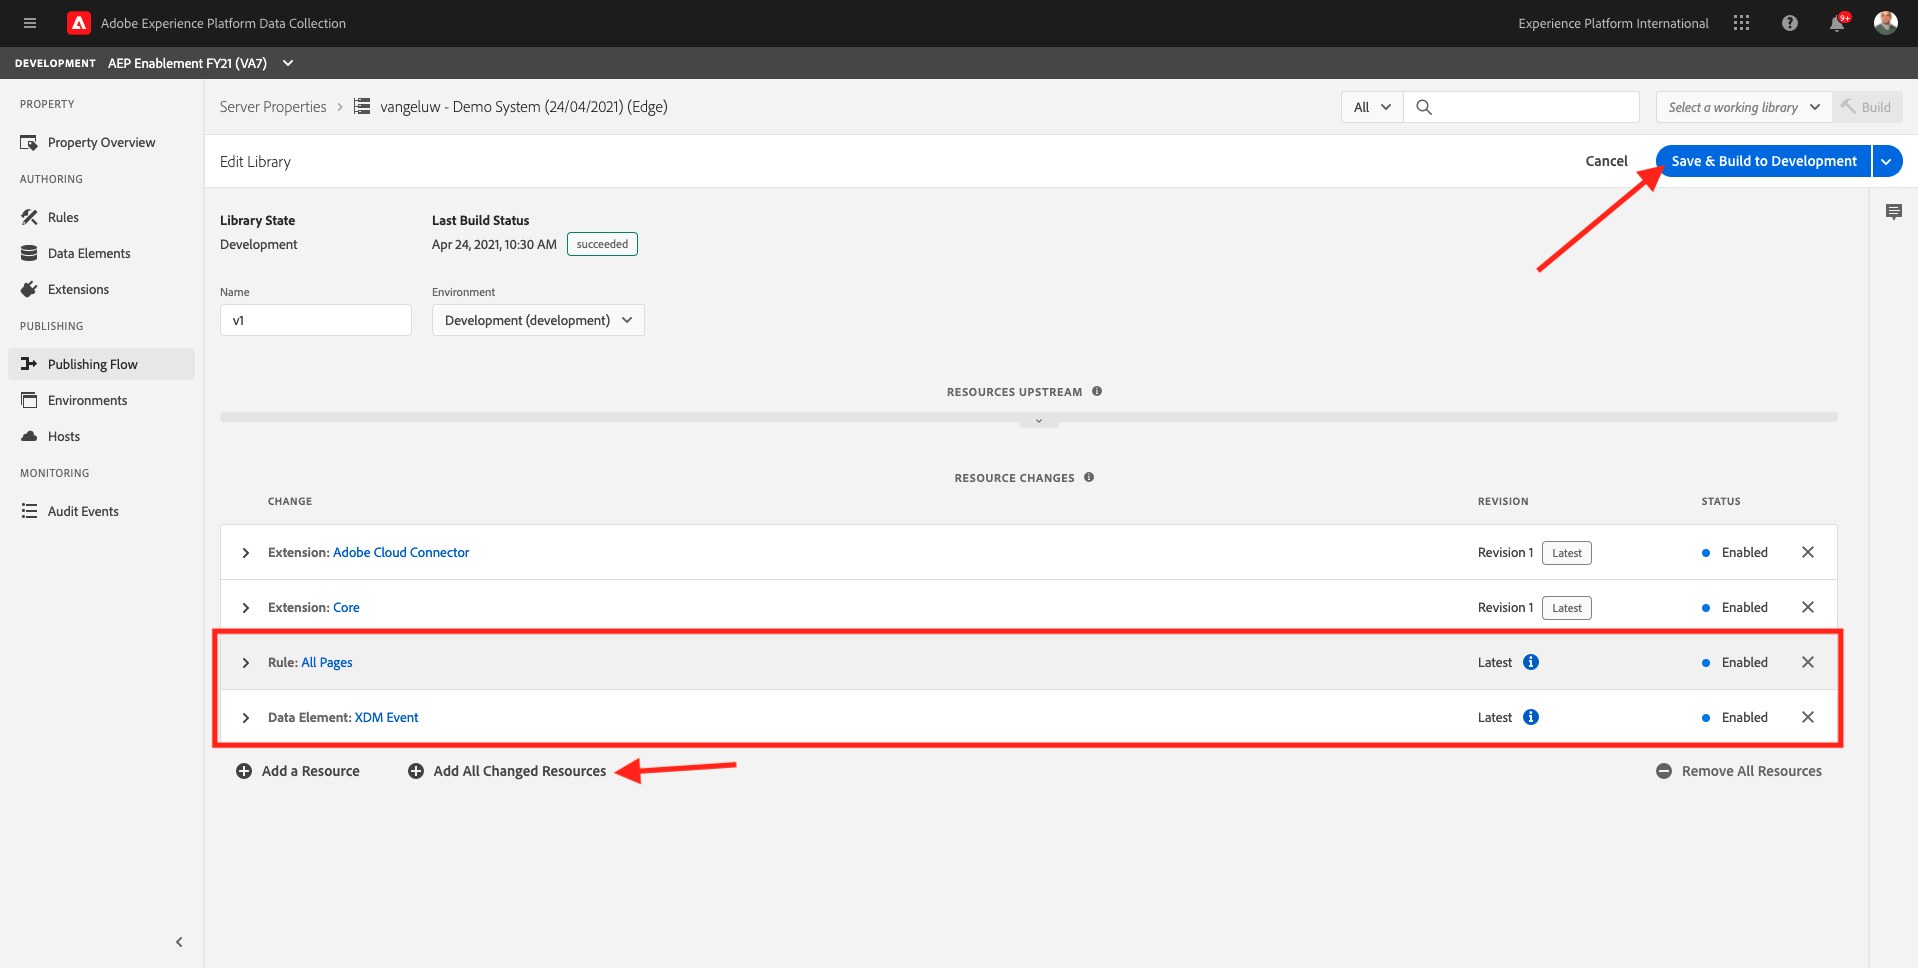 Adobe Experience Platform Data Collection
Experience Platform International
9+
DEVELOPMENT AEP Enablement FY21 (VA7)
PROPERTY
Property Overview
AUTHORING
Rules
Data Elements
Extensions
PUBLISHING
Publishing Flow
Environments
Hosts
MONITORING
Audit Events
Server Properties > vangeluw - Demo System (24/04/2021) (Edge)
All
Select a working library
Build
Edit Library
Cancel
Save & Build to Development
Library State
Development
Last Build Status
Apr 24, 2021, 10:30 AM succeeded
Name
v1
Environment
Development (development)
RESOURCES UPSTREAM
RESOURCE CHANGES
CHANGE REVISION STATUS
Extension: Adobe Cloud Connector Revision 1 Latest Enabled
Extension: Core Revision 1 Latest Enabled
Rule: All Pages Latest Enabled
Data Element: XDM Event Latest Enabled
Add a Resource Add All Changed Resources Remove All Resources